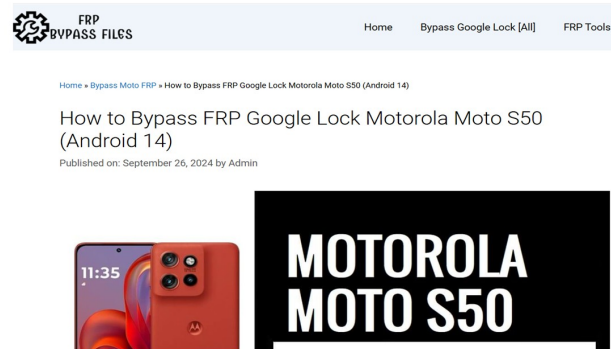 FRP
BYPASS FILES
Home Bypass Google Lock [All] FRP Tools
Home » Bypass Moto FRP » How to Bypass FRP Google Lock Motorola Moto S50 (Android 14)
How to Bypass FRP Google Lock Motorola Moto S50
(Android 14)
Published on: September 26, 2024 by Admin
11:35
MOTOROLA
MOTO S50